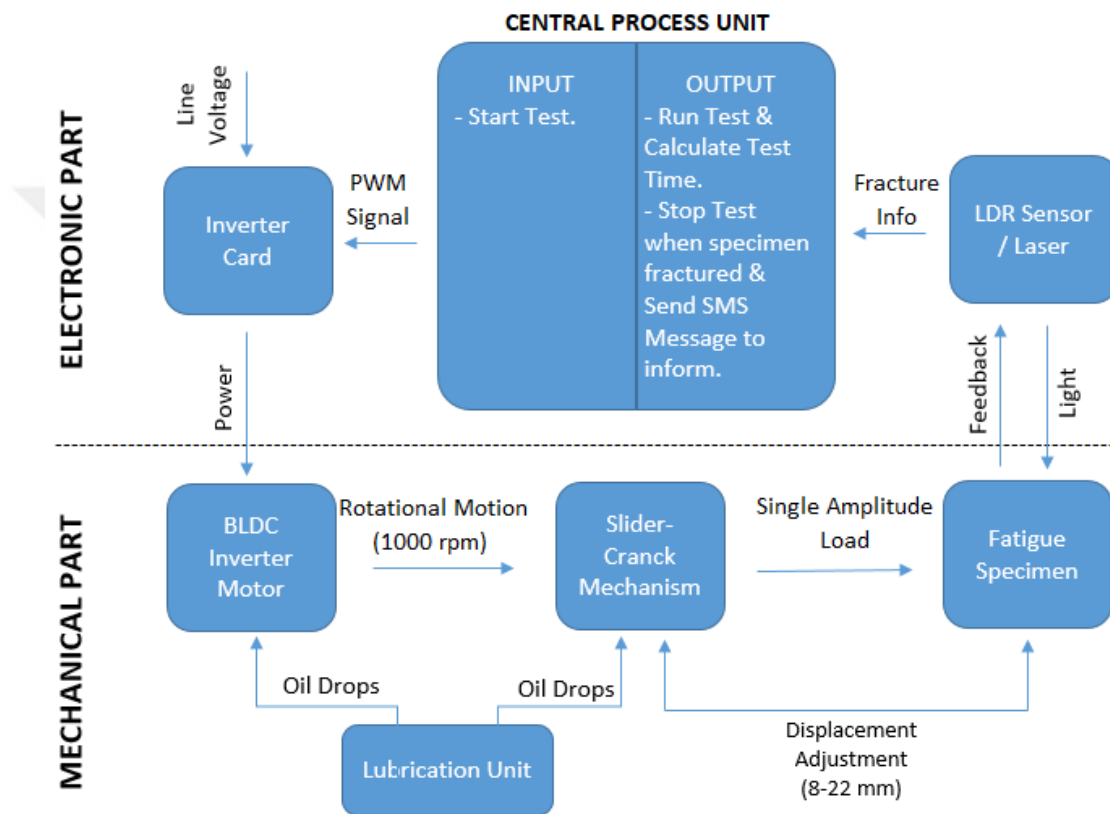 CENTRAL PROCESS UNIT
ELECTRONIC PART
Line
Voltage
Inverter
Card
PWM
Signal
INPUT
- Start Test.
OUTPUT
- Run Test &
Calculate Test
Time.
- Stop Test
when specimen
fractured &
Send SMS
Message to
inform.
Fracture
Info
LDR Sensor
/ Laser
Power
Feedback
Light
MECHANICAL PART
BLDC
Inverter
Motor
Rotational Motion
(1000 rpm)
Slider-
Cranck
Mechanism
Single Amplitude
Load
Fatigue
Specimen
Oil Drops
Oil Drops
Lubrication Unit
Displacement
Adjustment
(8-22 mm)